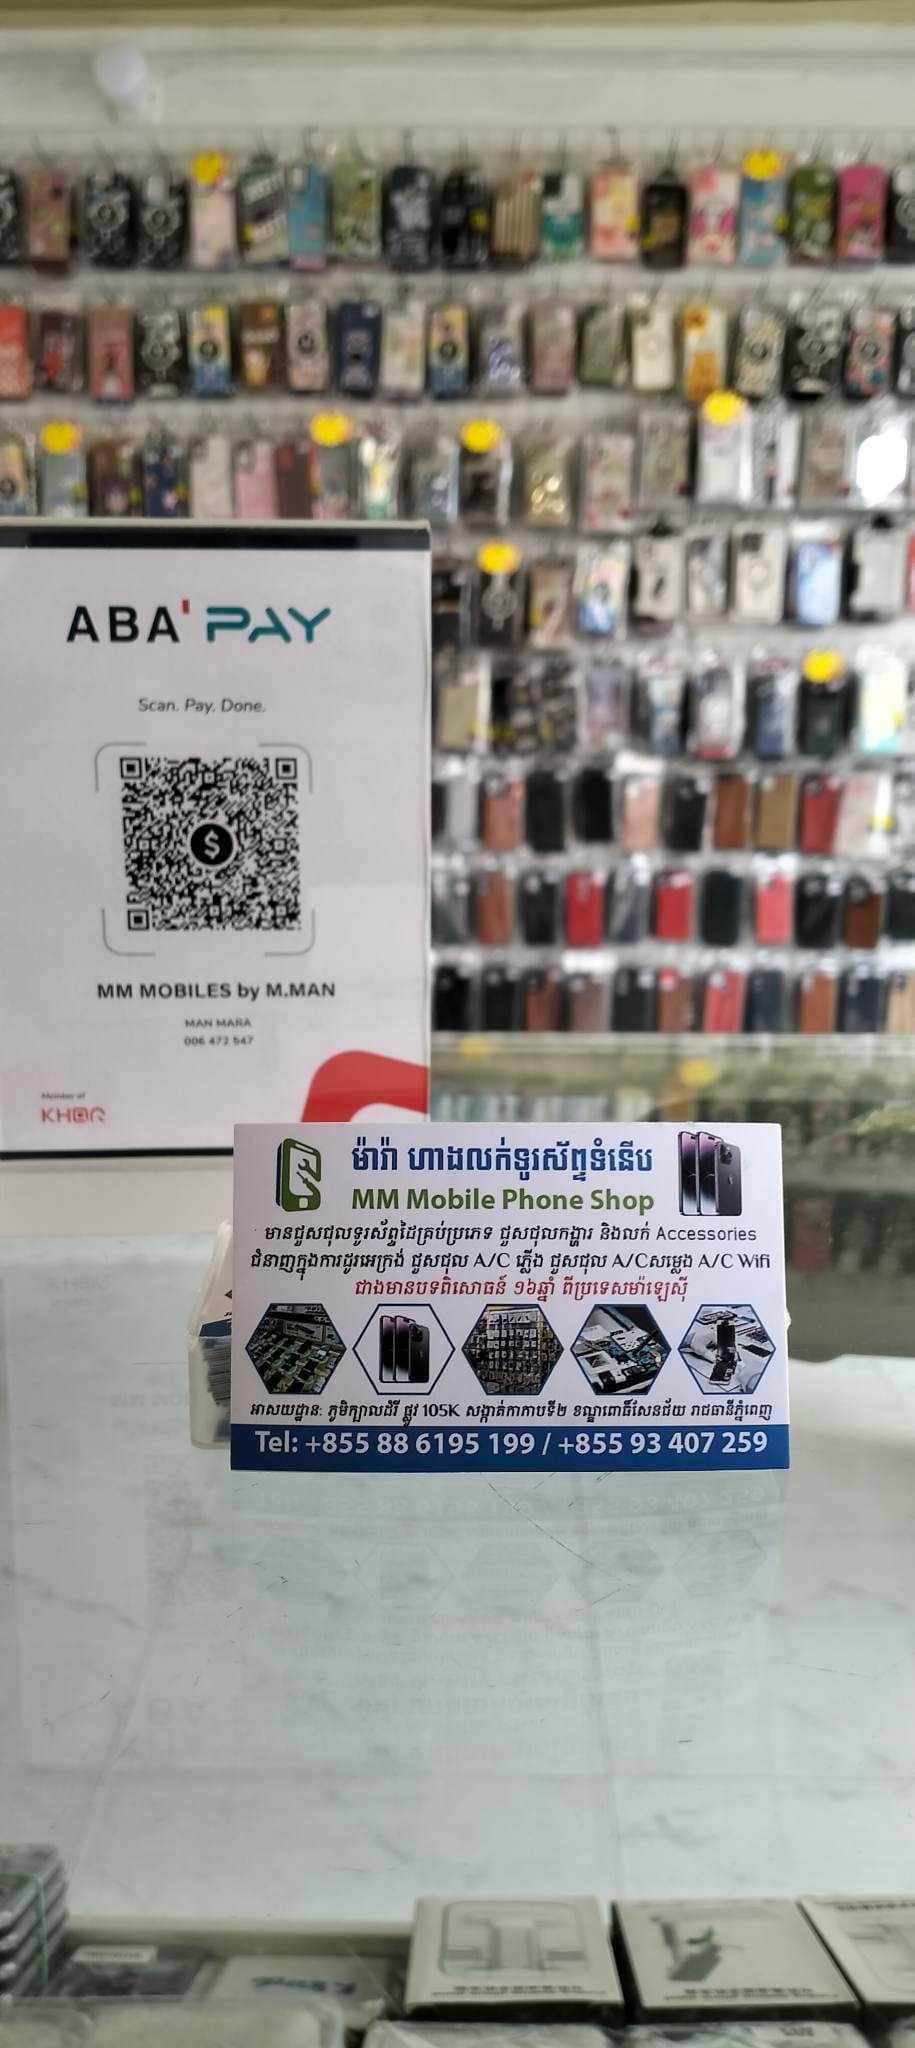 ABA' PAY
Scan. Pay. Done.
MM MOBILES by M.MAN
MAN MARA
006 472 547
Member of
KHQR
ម៉ារ៉ា ហាងលក់ទូរស័ព្ទទំនើប
MM Mobile Phone Shop
មានជួសជុលទូរស័ព្ទដៃគ្រប់ប្រភេទ ជួសជុលកង្ហារ និងលក់ Accessories
ជំនាញក្នុងការដូរអេក្រង់ ជួសជុល A/C ភ្លើង ជួសជុល A/Cសម្លេង A/C Wifi
ជាងមានបទពិសោធន៍ ១៦ឆ្នាំ ពីប្រទេសម៉ាឡេស៊ី
អាសយដ្ឋាន: ភូមិក្បាលដំរី ផ្លូវ 105K សង្កាត់កាកាបទី២ ខណ្ឌពោធិ៍សែនជ័យ រាជធានីភ្នំពេញ
Tel: +855 88 6195 199 / +855 93 407 259